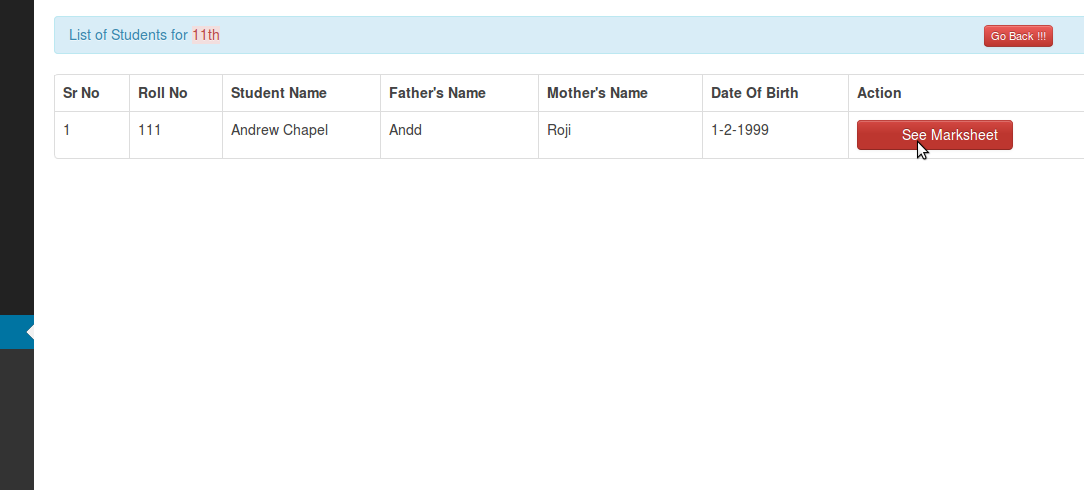 List of Students for 11th Go Back !!!
Sr No Roll No Student Name Father's Name Mother's Name Date Of Birth Action
1 111 Andrew Chapel Andd Roji 1-2-1999 See Marksheet